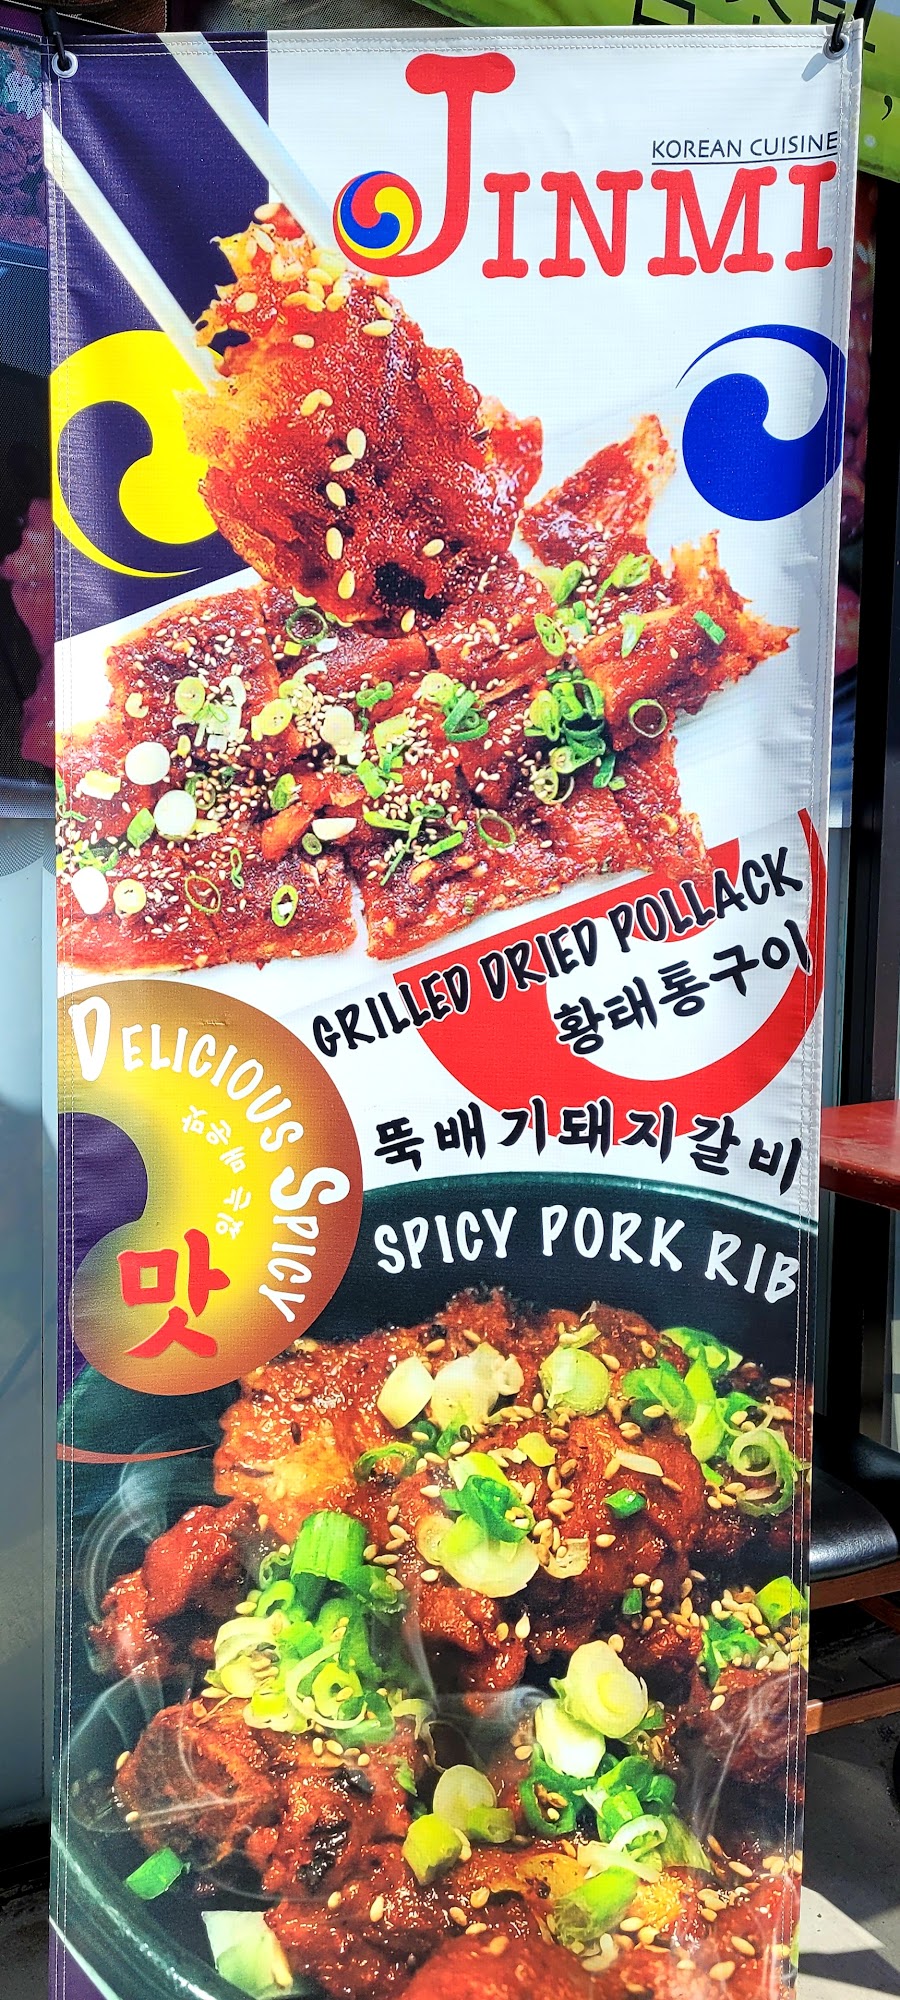 KOREAN CUISINE
JINMI
GRILLED DRIED POLLACK
황태통구이
DELICIOUS SPICY
맛
뚝배기돼지갈비
SPICY PORK RIB